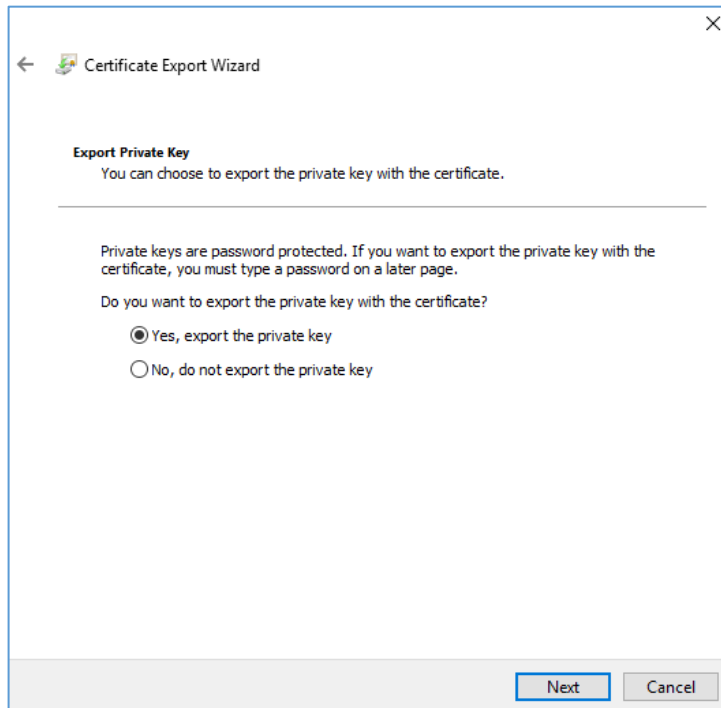 Certificate Export Wizard
Export Private Key
You can choose to export the private key with the certificate.
Private keys are password protected. If you want to export the private key with the
certificate, you must type a password on a later page.
Do you want to export the private key with the certificate?
Yes, export the private key
No, do not export the private key
Next Cancel